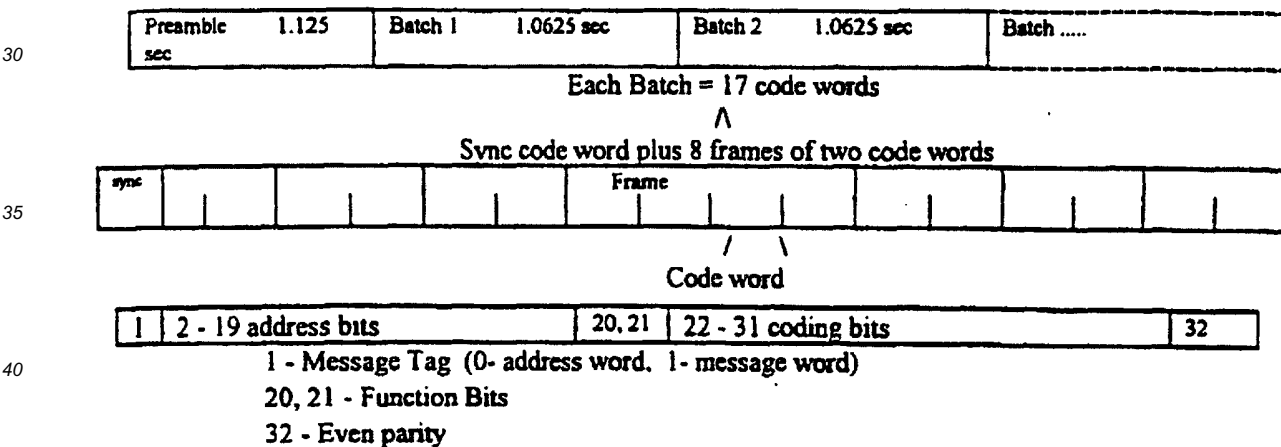 Preamble 1.125 sec Batch 1 1.0625 sec Batch 2 1.0625 sec Batch .....
30
Each Batch = 17 code words
Λ
Sync code word plus 8 frames of two code words
sync Frame
35
/ \
Code word
1 2 - 19 address bits 20, 21 22 - 31 coding bits 32
1 - Message Tag (0- address word, 1- message word)
40
20, 21 - Function Bits
32 - Even parity